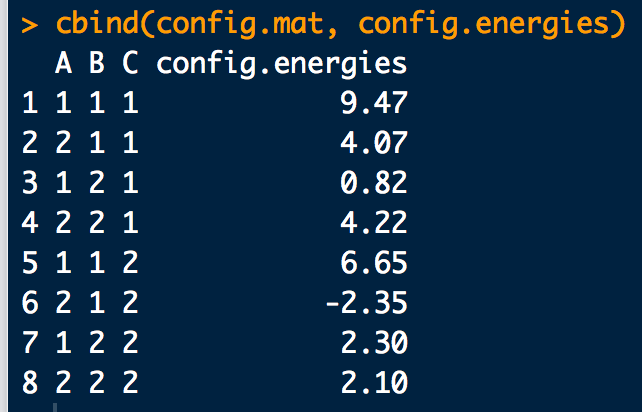 > cbind(config.mat, config.energies)
  A B C config.energies
1 1 1 1            9.47
2 2 1 1            4.07
3 1 2 1            0.82
4 2 2 1            4.22
5 1 1 2            6.65
6 2 1 2           -2.35
7 1 2 2            2.30
8 2 2 2            2.10